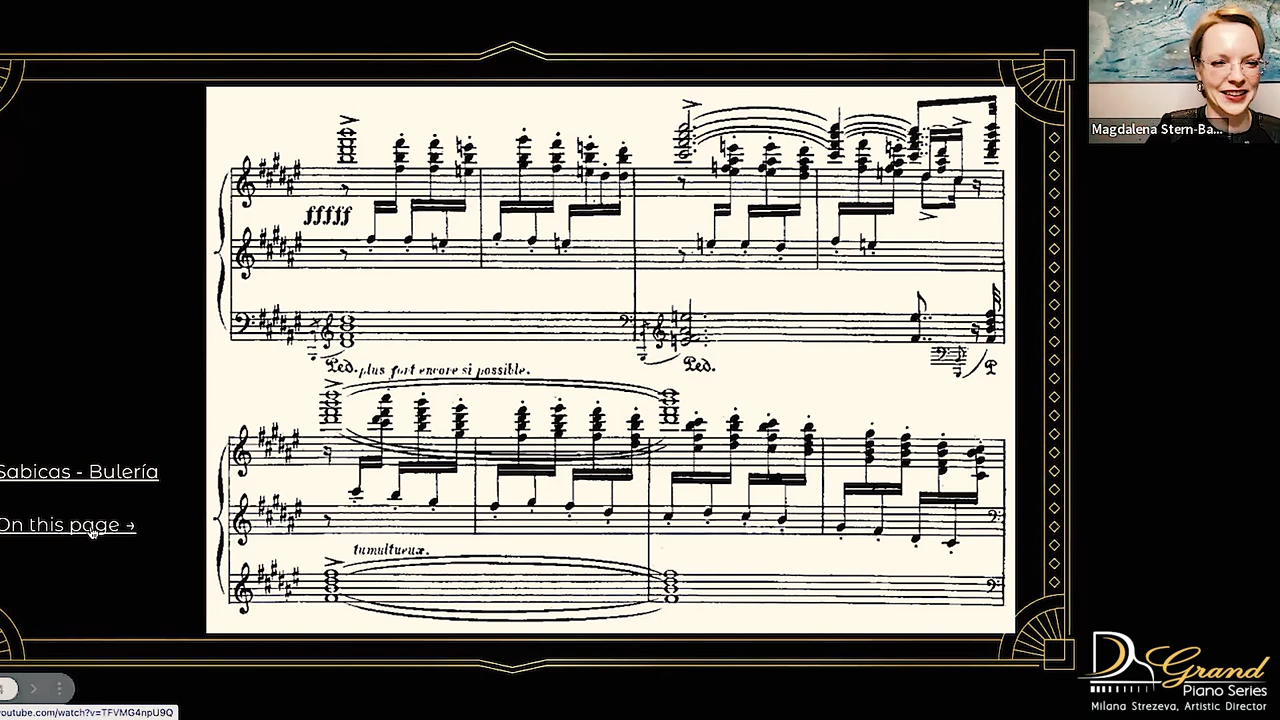 Magdalena Stern-Ba...
fffff
Ped.
Ped.
plus fort encore si possible.
Sabicas - Bulería
tumultueux.
On this page →
youtube.com/watch?v=TFVMG4npU9Q
DS Grand
Piano Series
Milana Strezeva, Artistic Director